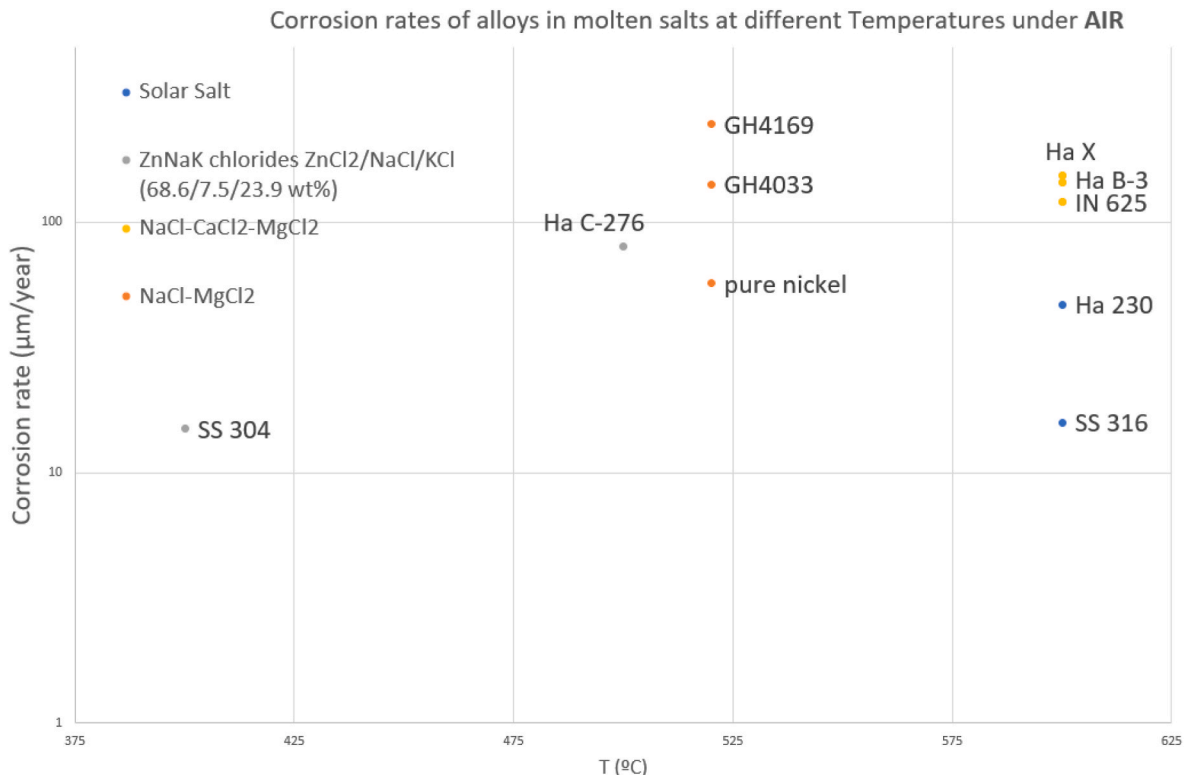 Corrosion rates of alloys in molten salts at different Temperatures under AIR
Solar Salt
ZnNaK chlorides ZnCl2/NaCl/KCl
(68.6/7.5/23.9 wt%)
NaCl-CaCl2-MgCl2
NaCl-MgCl2
GH4169
GH4033
Ha X
Ha B-3
IN 625
Ha C-276
pure nickel
Ha 230
SS 304
SS 316
Corrosion rate (μm/year)
100
10
1
375
425
475
525
575
625
T (ºC)